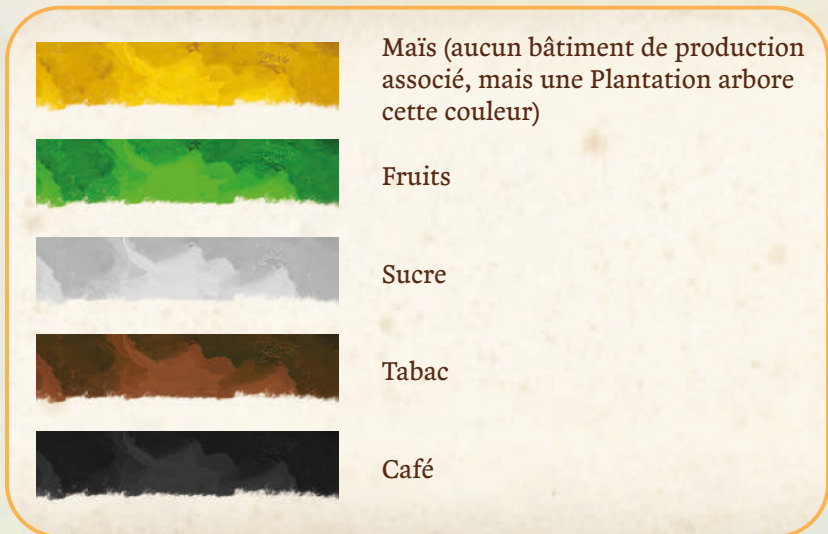 Maïs (aucun bâtiment de production
associé, mais une Plantation arbore
cette couleur)
Fruits
Sucre
Tabac
Café